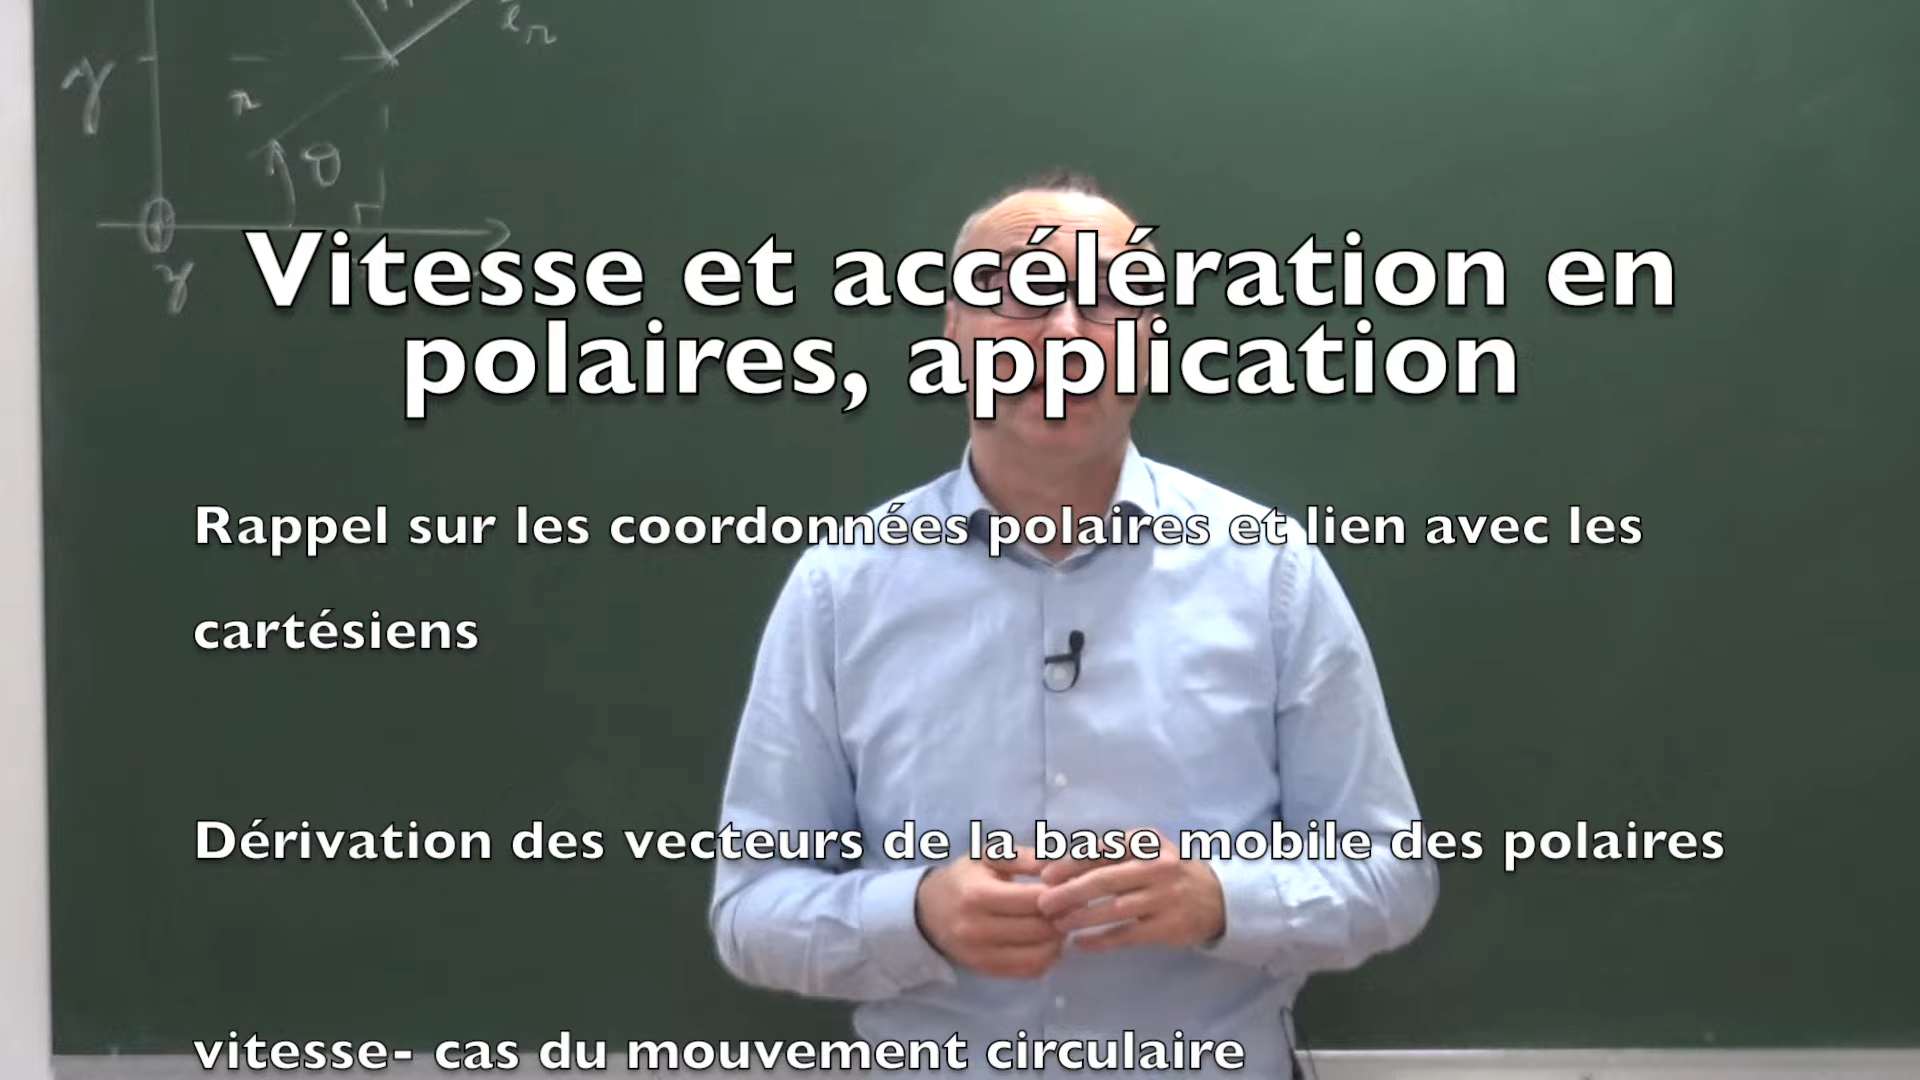 y
r
θ
e_r
γ
Vitesse et accélération en
polaires, application
Rappel sur les coordonnées polaires et lien avec les
cartésiens
Dérivation des vecteurs de la base mobile des polaires
vitesse- cas du mouvement circulaire